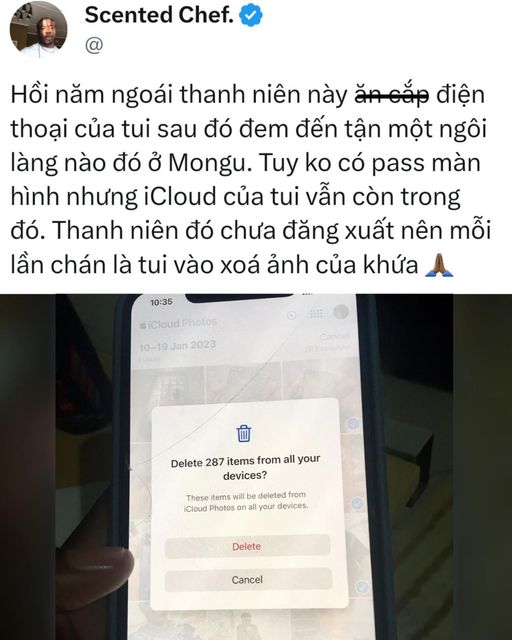 Scented Chef.
@
Hồi năm ngoái thanh niên này ăn cắp điện
thoại của tui sau đó đem đến tận một ngôi
làng nào đó ở Mongu. Tuy ko có pass màn
hình nhưng iCloud của tui vẫn còn trong
đó. Thanh niên đó chưa đăng xuất nên mỗi
lần chán là tui vào xoá ảnh của khứa 🙏🏾
10:35
iCloud Photos
10–19 Jan 2023
Cancel
Delete 287 items from all your
devices?
These items will be deleted from
iCloud Photos on all your devices.
Delete
Cancel